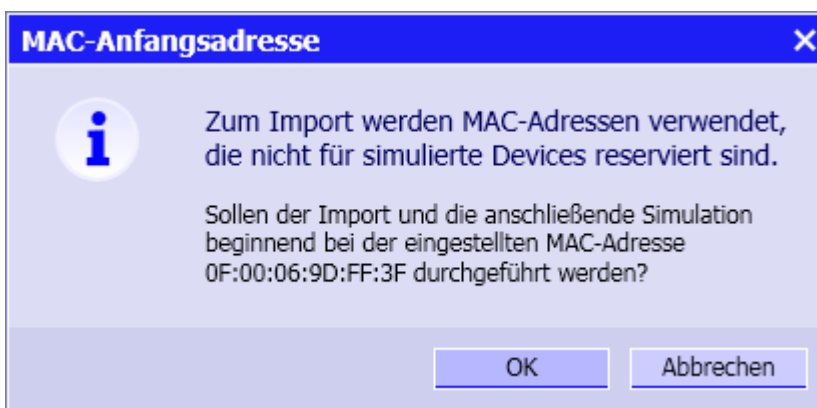 MAC-Anfangsadresse
Zum Import werden MAC-Adressen verwendet,
die nicht für simulierte Devices reserviert sind.
Sollen der Import und die anschließende Simulation
beginnend bei der eingestellten MAC-Adresse
0F:00:06:9D:FF:3F durchgeführt werden?
OK
Abbrechen